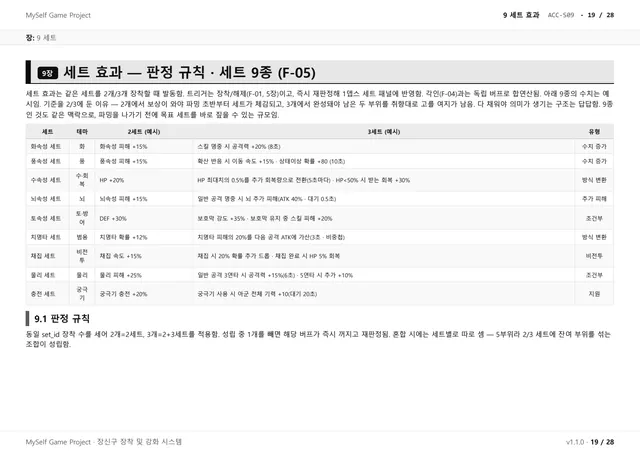 MySelf Game Project
9 세트 효과 ACC-S09 · 19 / 28
장: 9 세트
9장 세트 효과 — 판정 규칙 · 세트 9종 (F-05)
세트 효과는 같은 세트를 2개/3개 장착할 때 발동함. 트리거는 장착/해제(F-01, 5장)이고, 즉시 재판정해 1앱스 세트 패널에 반영함. 각인(F-04)과는 독립 버프로 합연산됨. 아래 9종의 수치는 예
시임. 기준을 2/3에 둔 이유 — 2개에서 보상이 와야 파밍 초반부터 세트가 체감되고, 3개에서 완성돼야 남은 두 부위를 취향대로 고를 여지가 남음. 다 채워야 의미가 생기는 구조는 답답함. 9종
인 것도 같은 맥락으로, 파밍을 나가기 전에 목표 세트를 바로 짚을 수 있는 규모임.
세트 테마 2세트 (예시) 3세트 (예시) 유형
화속성 세트 화 화속성 피해 +15% 스킬 명중 시 공격력 +20% (8초) 수치 증가
풍속성 세트 풍 풍속성 피해 +15% 확산 반응 시 이동 속도 +15% · 상태이상 확률 +80 (10초) 수치 증가
수속성 세트 수·회복 HP +20% HP 최대치의 0.5%를 추가 회복량으로 전환(5초마다) · HP<50% 시 받는 회복 +30% 방식 변환
뇌속성 세트 뇌 뇌속성 피해 +15% 일반 공격 명중 시 뇌 추가 피해(ATK 40% · 대기 0.5초) 추가 피해
토속성 세트 토·방어 DEF +30% 보호막 강도 +35% · 보호막 유지 중 스킬 피해 +20% 조건부
치명타 세트 범용 치명타 확률 +12% 치명타 피해의 20%를 다음 공격 ATK에 가산(3초 · 비중첩) 방식 변환
채집 세트 비전투 채집 속도 +15% 채집 시 20% 확률 추가 드롭 · 채집 완료 시 HP 5% 회복 비전투
물리 세트 물리 물리 피해 +25% 일반 공격 3연타 시 공격력 +15%(6초) · 5연타 시 추가 +10% 조건부
충전 세트 궁극기 궁극기 충전 +20% 궁극기 사용 시 아군 전체 기력 +10(대기 20초) 지원
9.1 판정 규칙
동일 set_id 장착 수를 세어 2개=2세트, 3개=2+3세트를 적용함. 성립 중 1개를 빼면 해당 버프가 즉시 꺼지고 재판정됨. 혼합 시에는 세트별로 따로 셈 — 5부위라 2/3 세트에 잔여 부위를 섞는
조합이 성립함.
MySelf Game Project · 장신구 장착 및 강화 시스템
v1.1.0 · 19 / 28